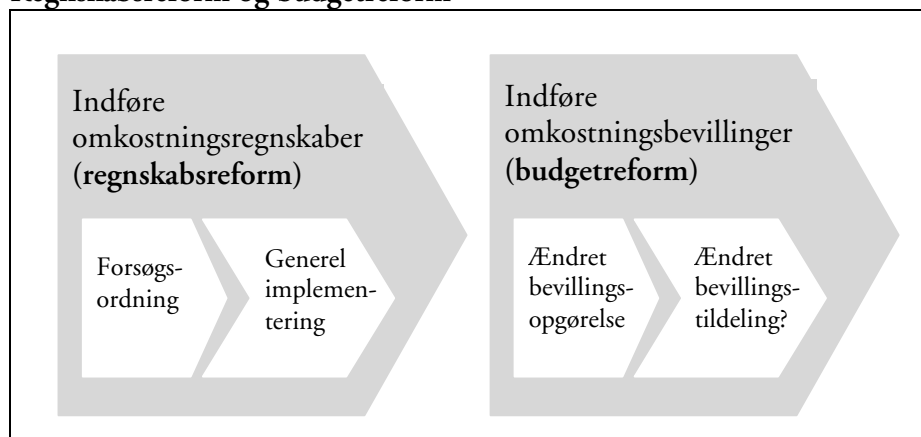 Regnskabsreform og budgetreform
Indføre
omkostningsregnskaber
(regnskabsreform)
Forsøgs-
ordning
Generel
implemen-
tering
Indføre
omkostningsbevillinger
(budgetreform)
Ændret
bevillings-
opgørelse
Ændret
bevillings-
tildeling?